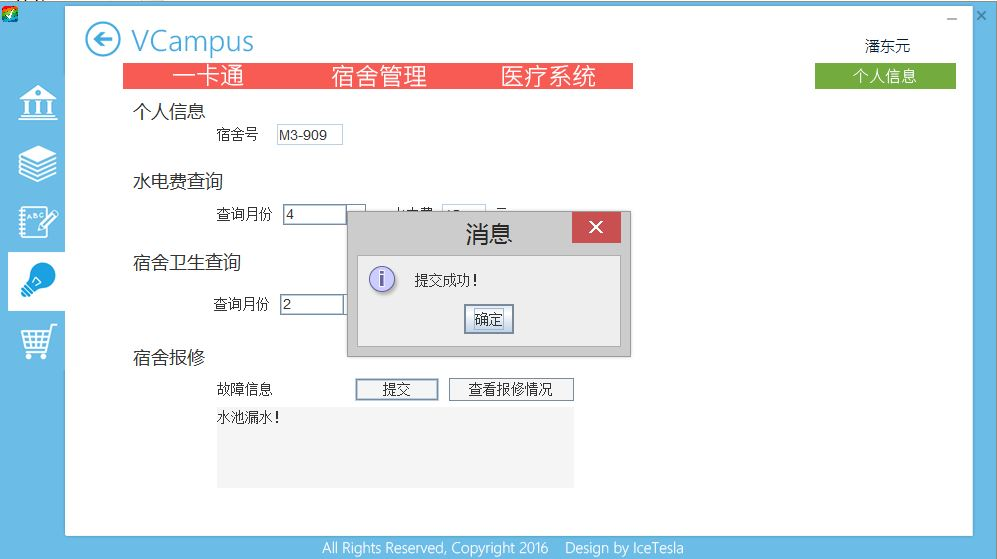 VCampus
潘东元
一卡通 宿舍管理 医疗系统
个人信息
个人信息
宿舍号 M3-909
水电费查询
查询月份 4
消息
宿舍卫生查询
提交成功!
查询月份 2
确定
宿舍报修
故障信息 提交 查看报修情况
水池漏水!
ABC
All Rights Reserved, Copyright 2016 Design by IceTesla